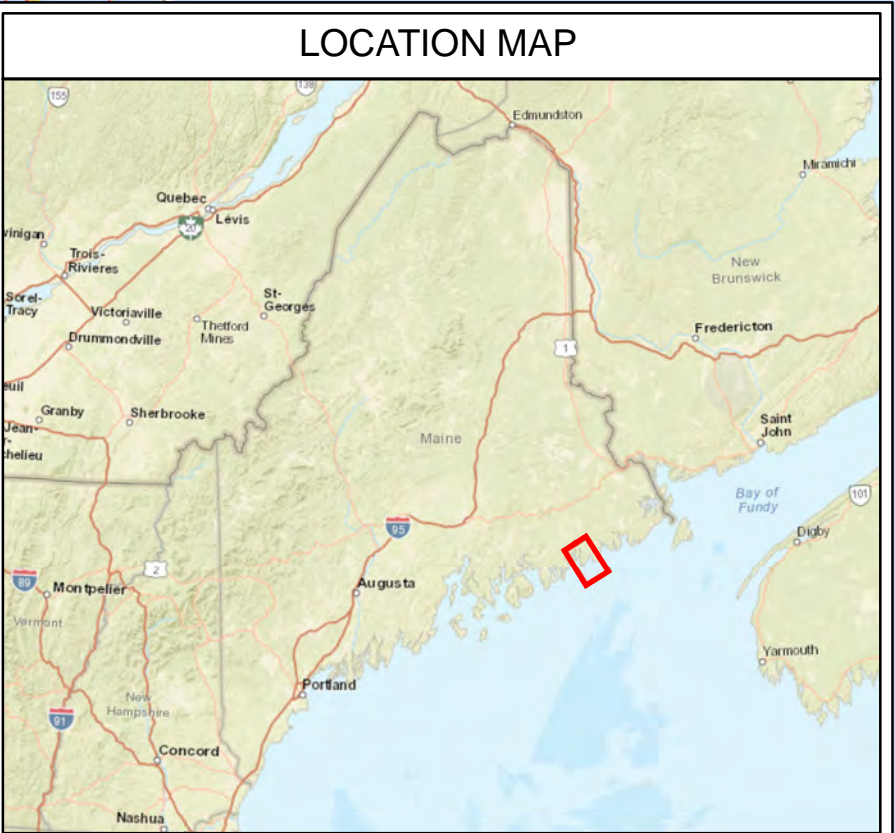 LOCATION MAP
155
138
Edmundston
Miramichi
Quebec
Lévis
20
vinigan
Trois-
Rivieres
New
Brunswick
Sorel-
Tracy
Victoriaville
St-
Georges
Thetford
Mines
Drummondville
Fredericton
1
euil
Granby
Sherbrooke
Jean-
r-
chelieu
Maine
Saint
John
Bay of
Fundy
101
95
Digby
2
89
Montpelier
Augusta
Vermont
Yarmouth
Portland
New
Hampshire
91
Concord
Nashua